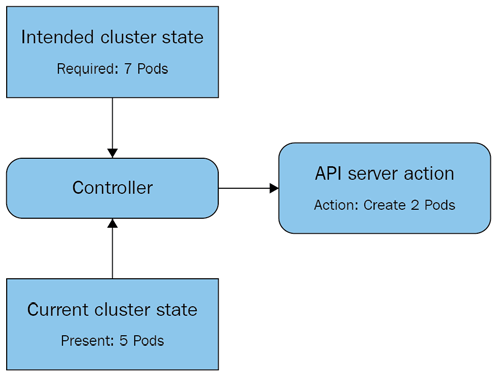 Intended cluster state
Required: 7 Pods
Controller
API server action
Action: Create 2 Pods
Current cluster state
Present: 5 Pods